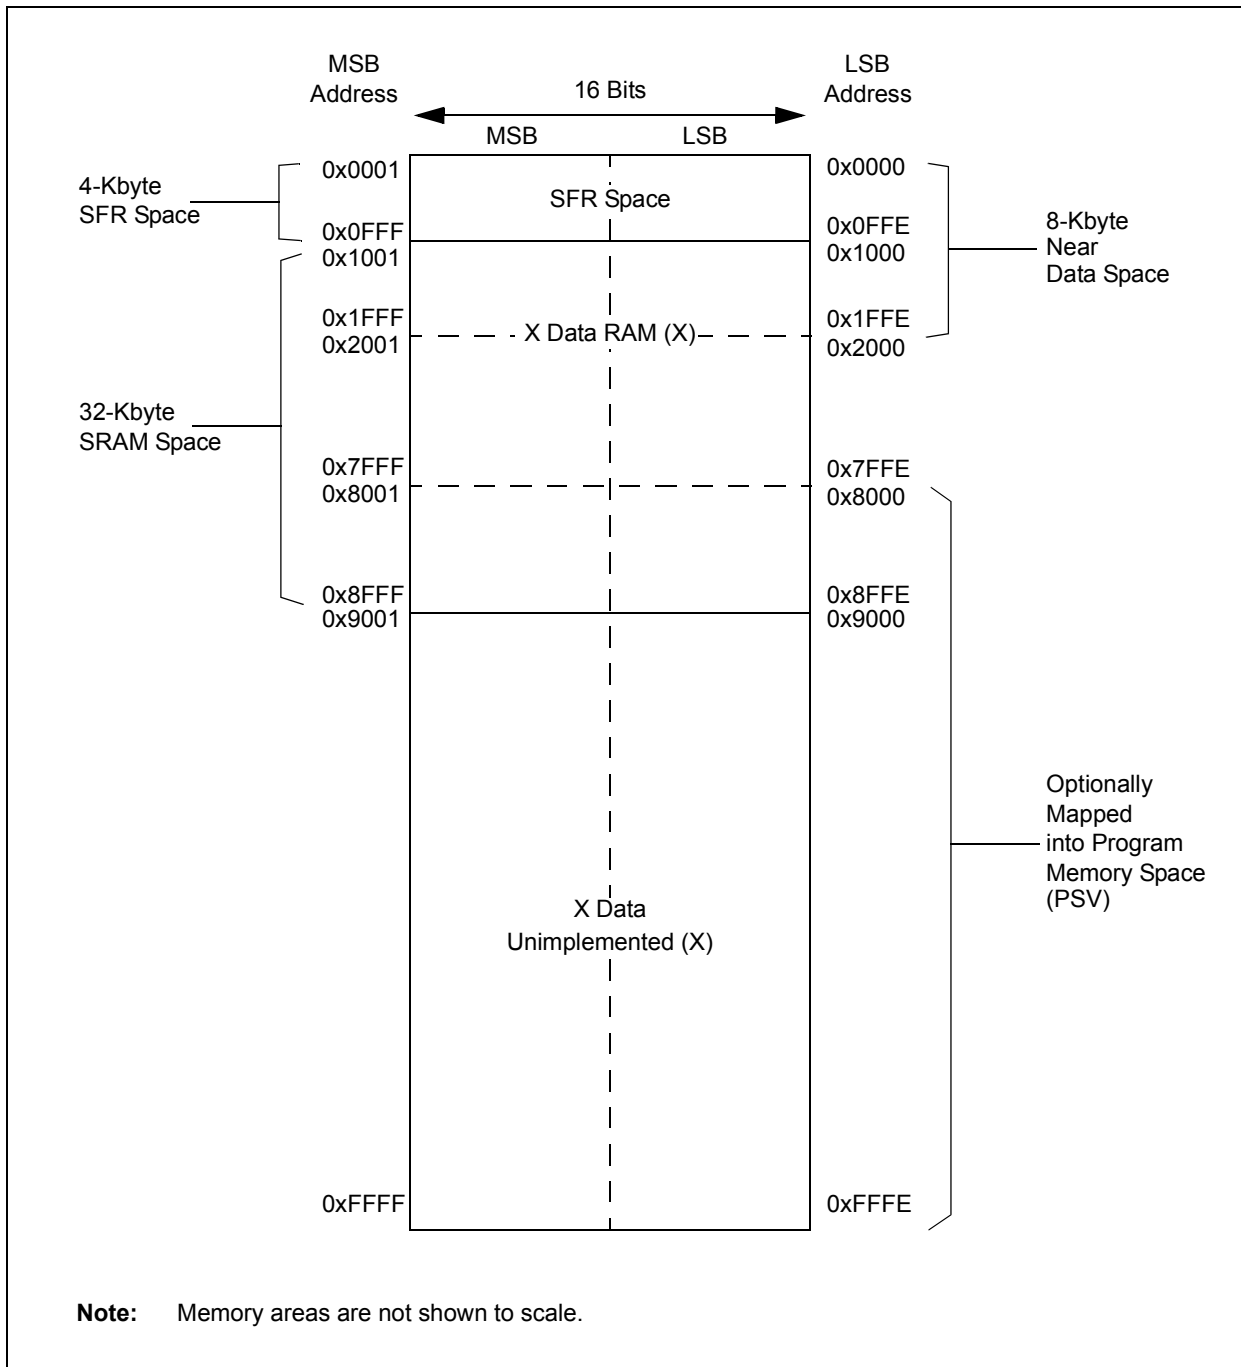 MSB
Address
16 Bits
LSB
Address
MSB
LSB
4-Kbyte
SFR Space
0x0001
0x0FFF
0x1001
SFR Space
0x0000
0x0FFE
0x1000
8-Kbyte
Near
Data Space
0x1FFF
0x2001
X Data RAM (X)
0x1FFE
0x2000
32-Kbyte
SRAM Space
0x7FFF
0x8001
0x7FFE
0x8000
0x8FFF
0x9001
0x8FFE
0x9000
Optionally
Mapped
into Program
Memory Space
(PSV)
X Data
Unimplemented (X)
0xFFFF
0xFFFE
Note: Memory areas are not shown to scale.